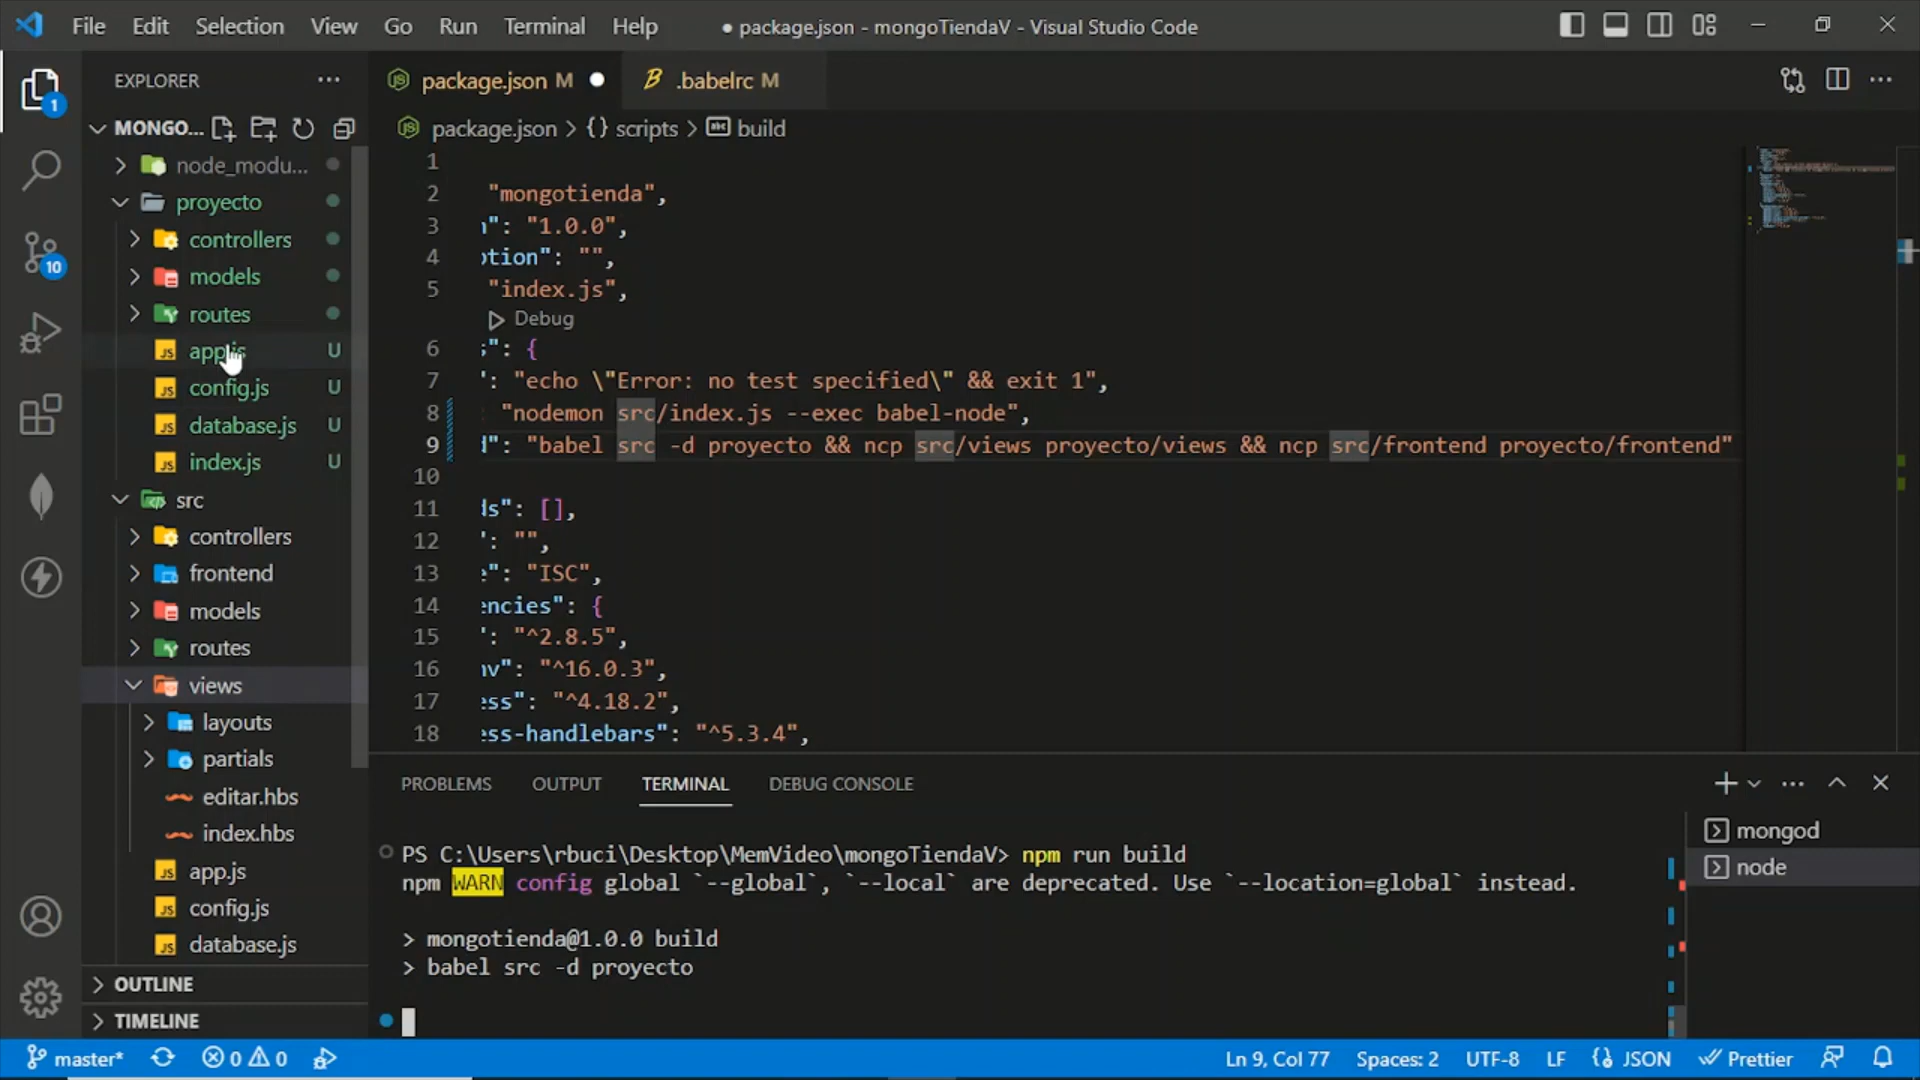 File Edit Selection View Go Run Terminal Help
● package.json - mongoTiendaV - Visual Studio Code
EXPLORER
package.json M
.babelrc M
MONGO...
package.json > {} scripts > build
node_modu...
proyecto
controllers
models
routes
app.js U
config.js U
database.js U
index.js U
src
controllers
frontend
models
routes
views
layouts
partials
editar.hbs
index.hbs
app.js
config.js
database.js
OUTLINE
TIMELINE
1
2 "mongotienda",
3 ": "1.0.0",
4 tion": "",
5 "index.js",
Debug
6 ": {
7 ': "echo \"Error: no test specified\" && exit 1",
8 : "nodemon src/index.js --exec babel-node",
9 ": "babel src -d proyecto && ncp src/views proyecto/views && ncp src/frontend proyecto/frontend"
10
11 ls": [],
12 ': "",
13 ": "ISC",
14 encies": {
15 ': "^2.8.5",
16 nv": "^16.0.3",
17 ess": "^4.18.2",
18 ess-handlebars": "^5.3.4",
PROBLEMS OUTPUT TERMINAL DEBUG CONSOLE
PS C:\Users\rbuci\Desktop\MemVideo\mongoTiendaV> npm run build
npm WARN config global `--global`, `--local` are deprecated. Use `--location=global` instead.
> mongotienda@1.0.0 build
> babel src -d proyecto
mongod
node
1
10
master* 0 0
Ln 9, Col 77 Spaces: 2 UTF-8 LF {} JSON Prettier